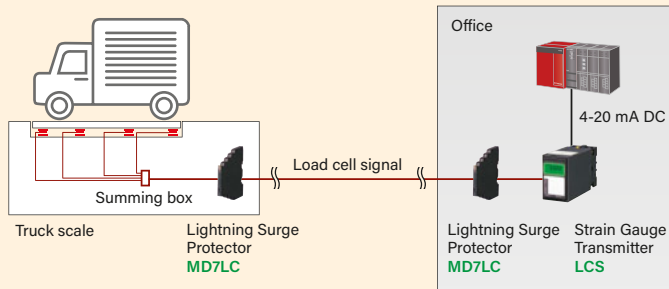 Office
4-20 mA DC
Load cell signal
Summing box
Truck scale
Lightning Surge
Protector
MD7LC
Lightning Surge
Protector
MD7LC
Strain Gauge
Transmitter
LCS